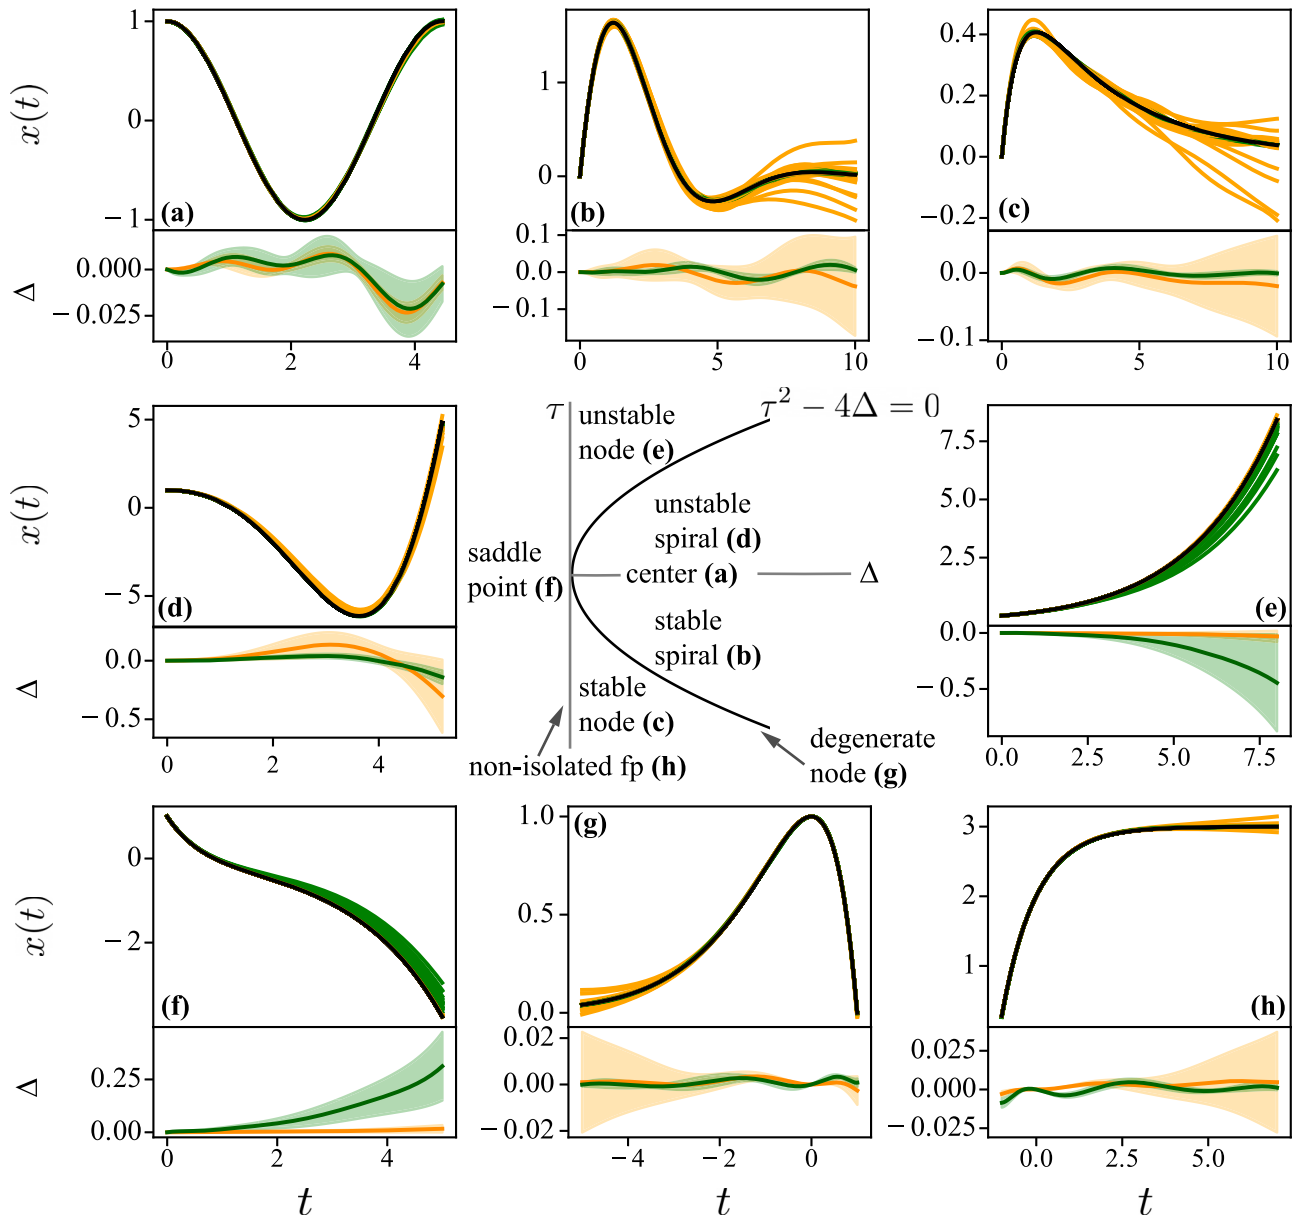 x(t)
1
0
−1
(a)
Δ
0.000
−0.025
0
2
4
1
0
(b)
0.1
0.0
−0.1
0
5
10
0.4
0.2
0.0
−0.2
(c)
0.0
−0.1
0
5
10
x(t)
5
0
−5
(d)
Δ
0.0
−0.5
0
2
4
τ
τ² − 4Δ = 0
unstable
node (e)
unstable
spiral (d)
saddle
point (f)
center (a)
Δ
stable
spiral (b)
stable
node (c)
non-isolated fp (h)
degenerate
node (g)
7.5
5.0
2.5
(e)
0.0
−0.5
0.0
2.5
5.0
7.5
x(t)
0
−2
(f)
Δ
0.25
0.00
0
2
4
t
1.0
(g)
0.5
0.0
0.02
0.00
−0.02
−4
−2
0
t
3
2
1
(h)
0.025
0.000
−0.025
0.0
2.5
5.0
t